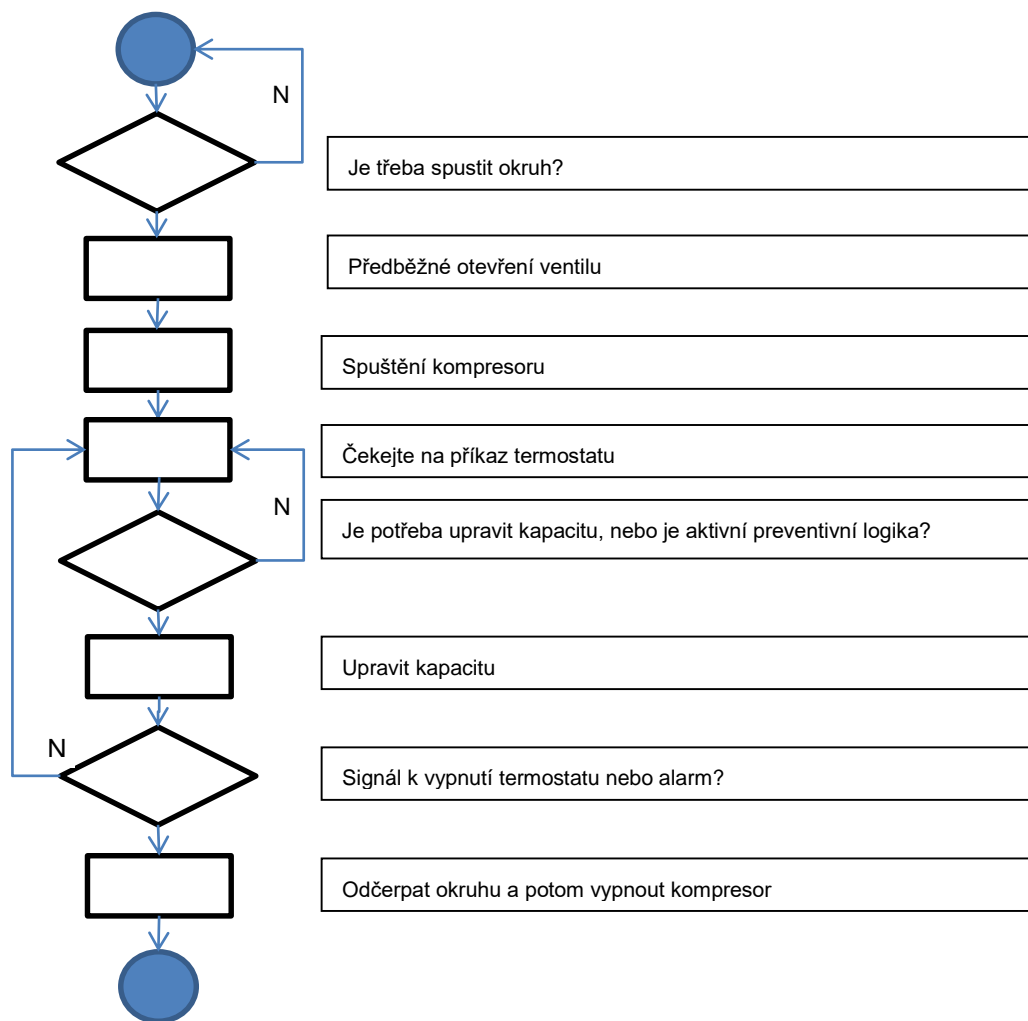 N
Je třeba spustit okruh?
Předběžné otevření ventilu
Spuštění kompresoru
Čekejte na příkaz termostatu
N
Je potřeba upravit kapacitu, nebo je aktivní preventivní logika?
Upravit kapacitu
N
Signál k vypnutí termostatu nebo alarm?
Odčerpat okruhu a potom vypnout kompresor